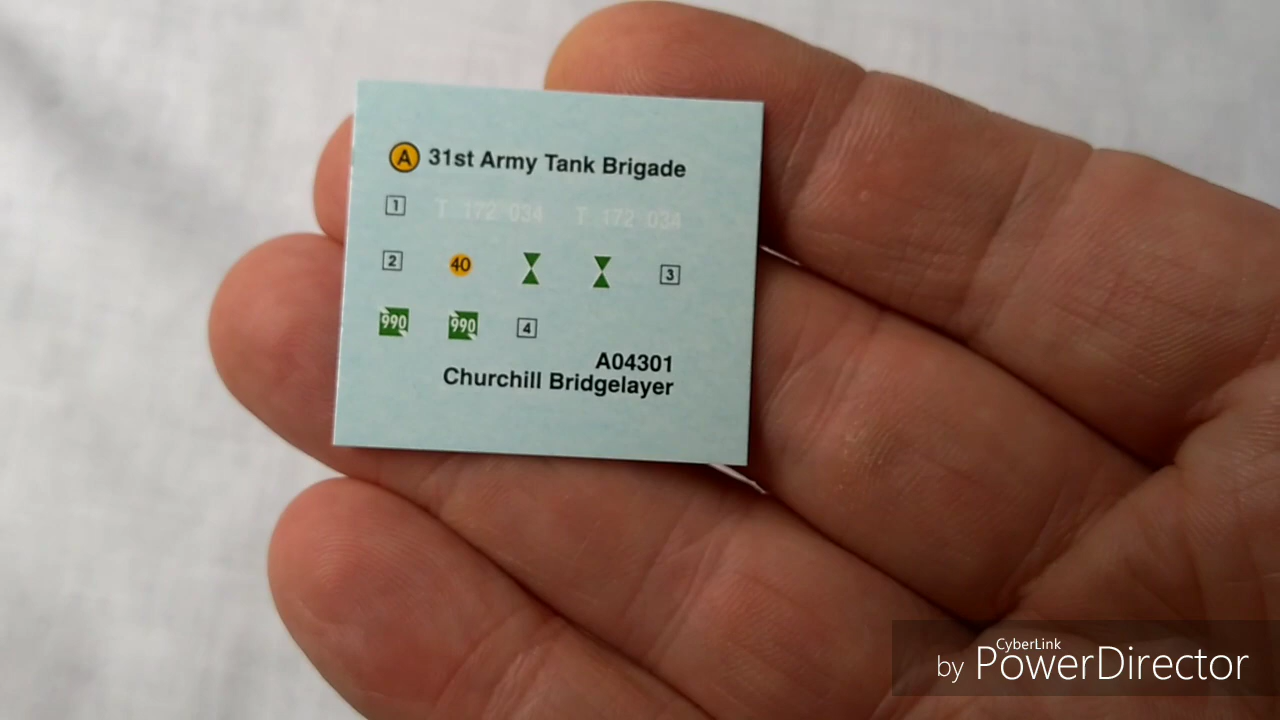 A 31st Army Tank Brigade
1 T 172 034 T 172 034
2 40 3
990 990 4
A04301
Churchill Bridgelayer
CyberLink
by PowerDirector